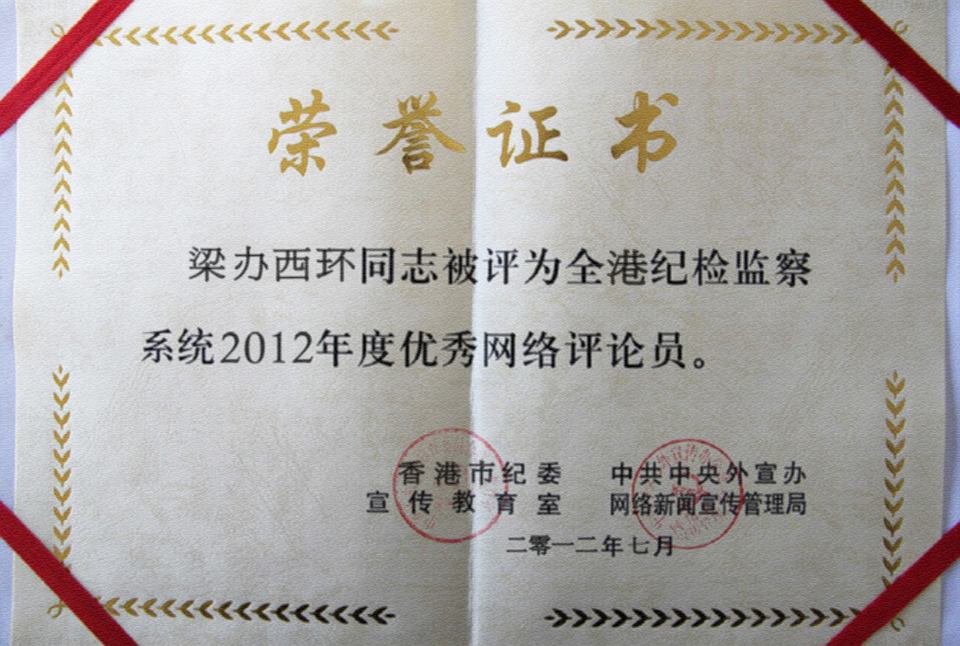 荣誉证书
梁办西环同志被评为全港纪检监察
系统2012年度优秀网络评论员。
香港市纪委 中共中央外宣办
宣传教育室 网络新闻宣传管理局
二零一二年七月